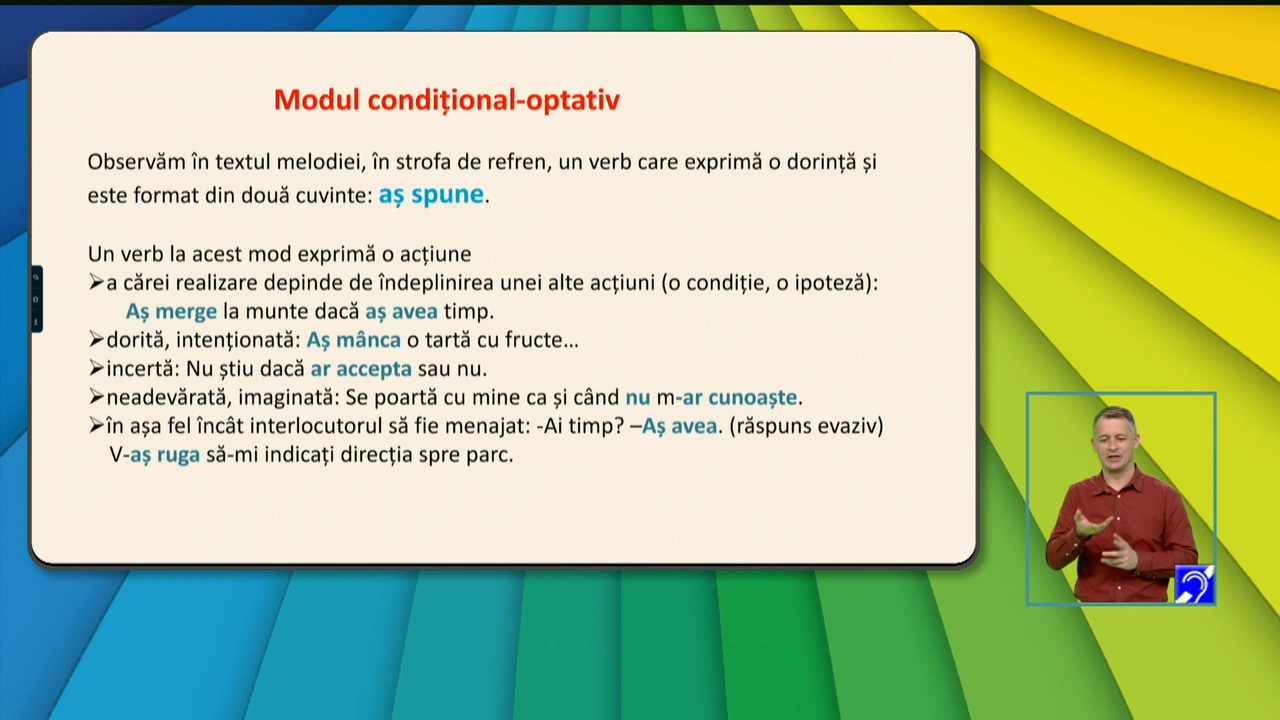 Modul condițional-optativ
Observăm în textul melodiei, în strofa de refren, un verb care exprimă o dorință și
este format din două cuvinte: aș spune.
Un verb la acest mod exprimă o acțiune
➢a cărei realizare depinde de îndeplinirea unei alte acțiuni (o condiție, o ipoteză):
Aș merge la munte dacă aș avea timp.
➢dorită, intenționată: Aș mânca o tartă cu fructe...
➢incertă: Nu știu dacă ar accepta sau nu.
➢neadevărată, imaginată: Se poartă cu mine ca și când nu m-ar cunoaște.
➢în așa fel încât interlocutorul să fie menajat: -Ai timp? –Aș avea. (răspuns evaziv)
V-aș ruga să-mi indicați direcția spre parc.